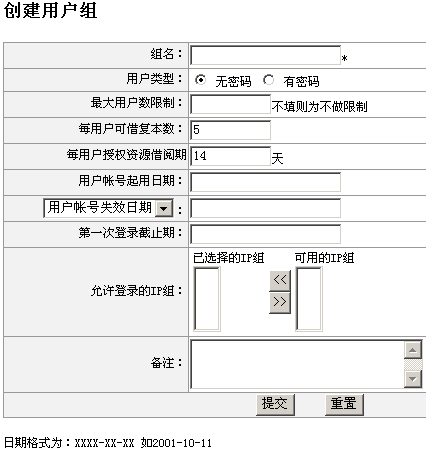 创建用户组
组名： *
用户类型： 无密码 有密码
最大用户数限制： 不填则为不做限制
每用户可借复本数： 5
每用户授权资源借阅期 14 天
用户帐号起用日期：
用户帐号失效日期 ：
第一次登录截止期：
已选择的IP组 可用的IP组
允许登录的IP组： << >>
备注：
提交 重置
日期格式为：XXXX-XX-XX 如2001-10-11